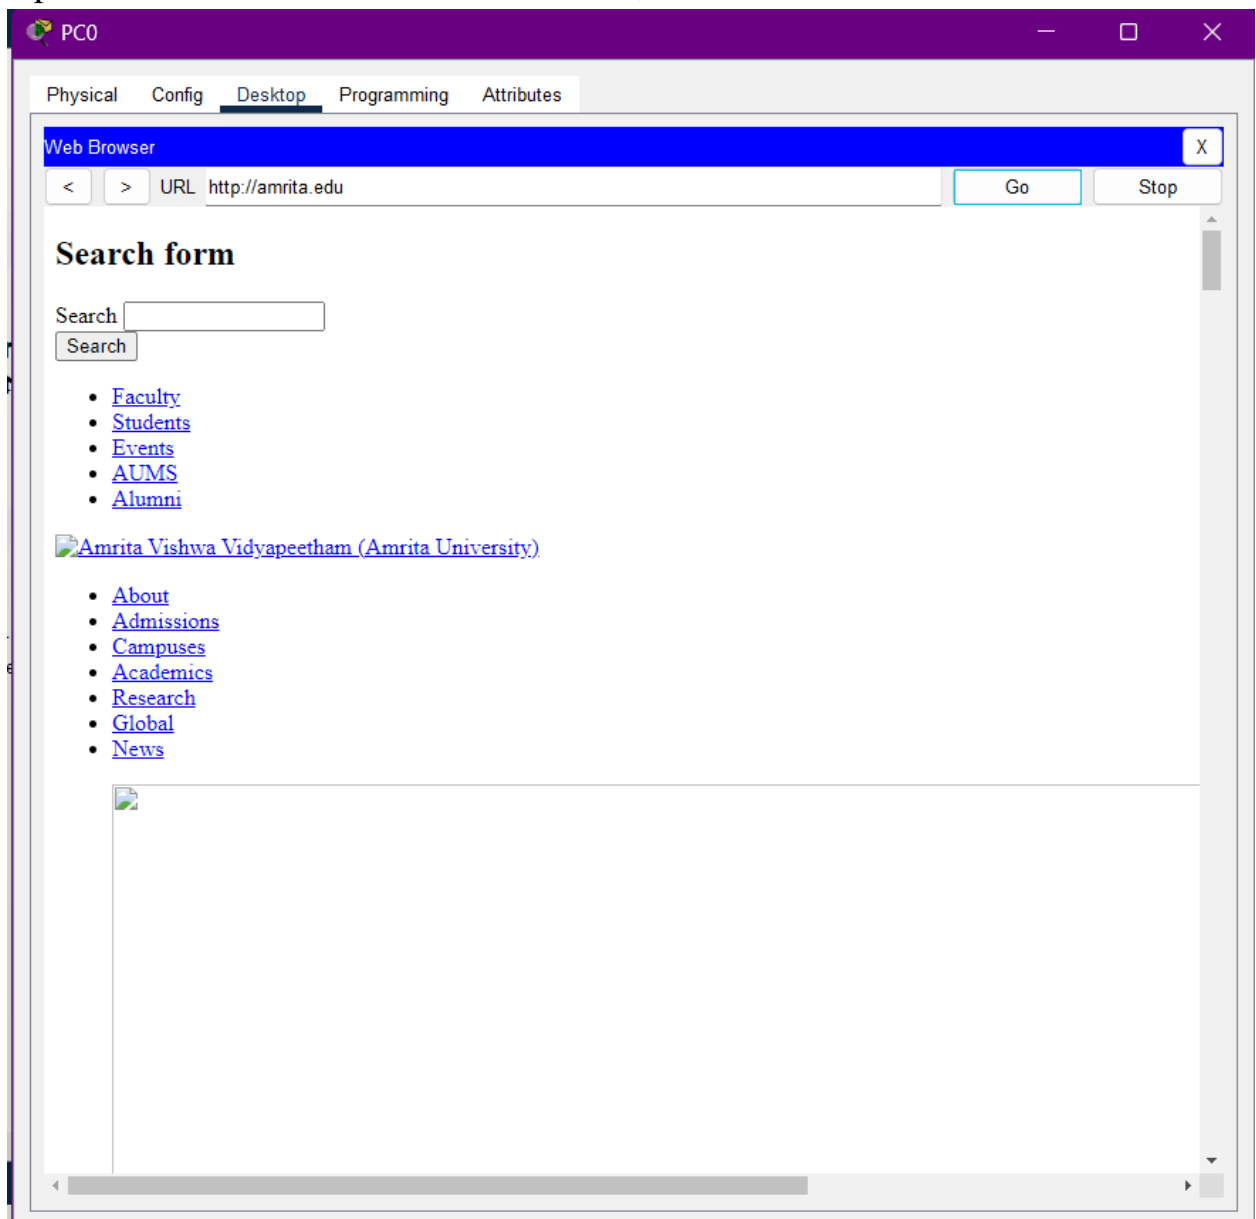 PC0
Physical Config Desktop Programming Attributes
Web Browser X
< > URL http://amrita.edu Go Stop
Search form
Search
Search
Faculty
Students
Events
AUMS
Alumni
Amrita Vishwa Vidyapeetham (Amrita University)
About
Admissions
Campuses
Academics
Research
Global
News